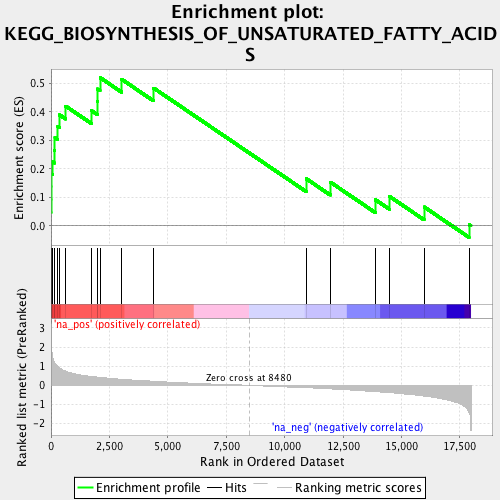 Enrichment plot:
KEGG_BIOSYNTHESIS_OF_UNSATURATED_FATTY_ACID
S
Enrichment score (ES)
0.5
0.4
0.3
0.2
0.1
0.0
Ranked list metric (PreRanked)
3
2
1
0
-1
-2
'na_pos' (positively correlated)
Zero cross at 8480
'na_neg' (negatively correlated)
0
2,500
5,000
7,500
10,000
12,500
15,000
17,500
Rank in Ordered Dataset
Enrichment profile
Hits
Ranking metric scores